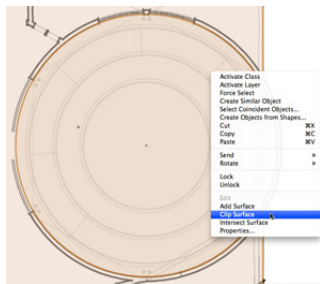 Activate Class
Activate Layer
Force Select
Create Similar Object
Select Coincident Objects...
Create Objects from Shapes...
Cut ⌘X
Copy ⌘C
Paste ⌘V
Send ▶
Rotate ▶
Lock
Unlock
Edit
Add Surface
Clip Surface
Intersect Surface
Properties...